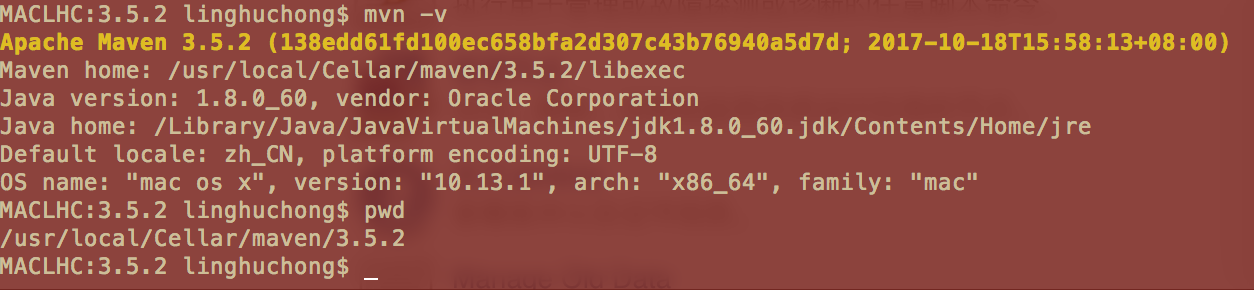 MACLHC:3.5.2 linghuchong$ mvn -v
Apache Maven 3.5.2 (138edd61fd100ec658bfa2d307c43b76940a5d7d; 2017-10-18T15:58:13+08:00)
Maven home: /usr/local/Cellar/maven/3.5.2/libexec
Java version: 1.8.0_60, vendor: Oracle Corporation
Java home: /Library/Java/JavaVirtualMachines/jdk1.8.0_60.jdk/Contents/Home/jre
Default locale: zh_CN, platform encoding: UTF-8
OS name: "mac os x", version: "10.13.1", arch: "x86_64", family: "mac"
MACLHC:3.5.2 linghuchong$ pwd
/usr/local/Cellar/maven/3.5.2
MACLHC:3.5.2 linghuchong$ _
Manage Old Data